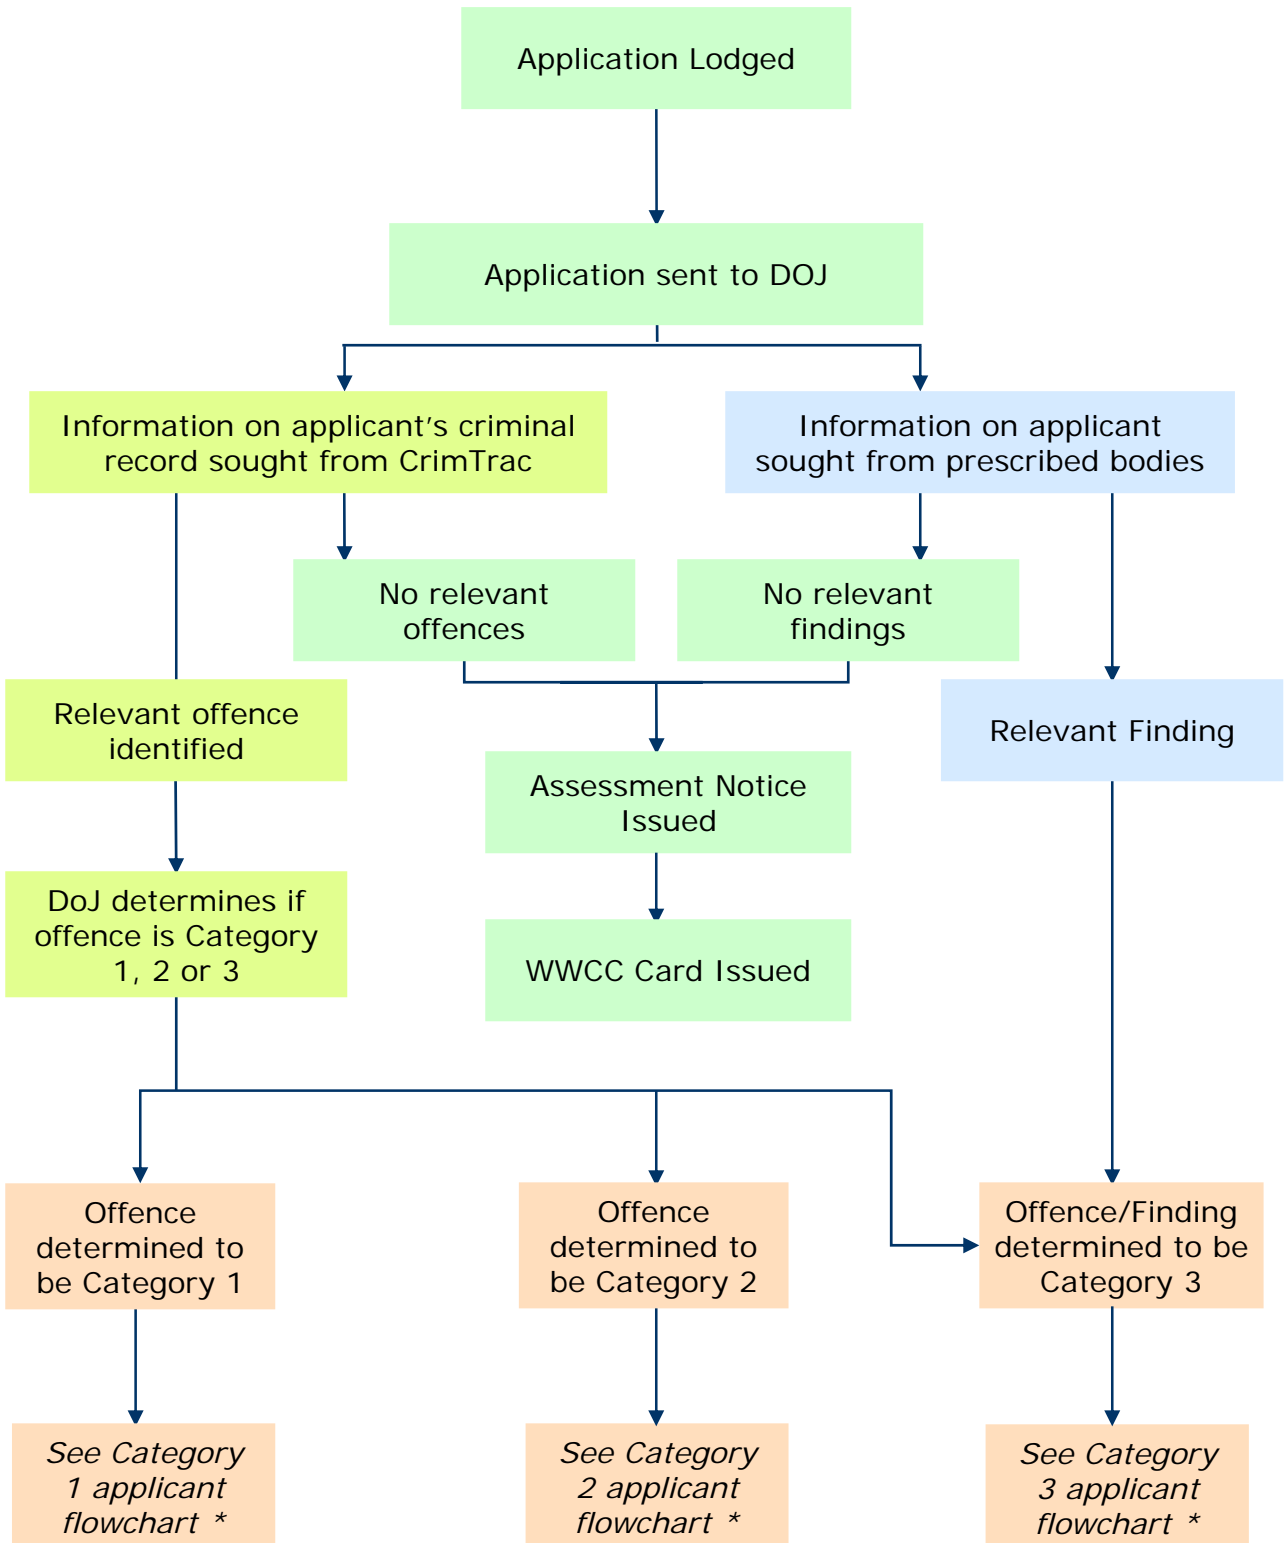 Application Lodged
Application sent to DOJ
Information on applicant’s criminal
record sought from CrimTrac
Information on applicant
sought from prescribed bodies
No relevant
offences
No relevant
findings
Relevant offence
identified
Relevant Finding
Assessment Notice
Issued
DoJ determines if
offence is Category
1, 2 or 3
WWCC Card Issued
Offence
determined to
be Category 1
Offence
determined to
be Category 2
Offence/Finding
determined to be
Category 3
See Category
1 applicant
flowchart *
See Category
2 applicant
flowchart *
See Category
3 applicant
flowchart *